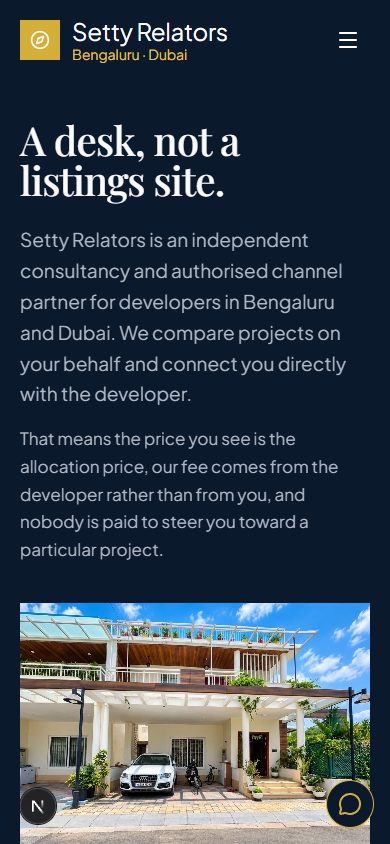 Setty Relators
Bengaluru · Dubai
A desk, not a
listings site.
Setty Relators is an independent
consultancy and authorised channel
partner for developers in Bengaluru
and Dubai. We compare projects on
your behalf and connect you directly
with the developer.
That means the price you see is the
allocation price, our fee comes from the
developer rather than from you, and
nobody is paid to steer you toward a
particular project.
N